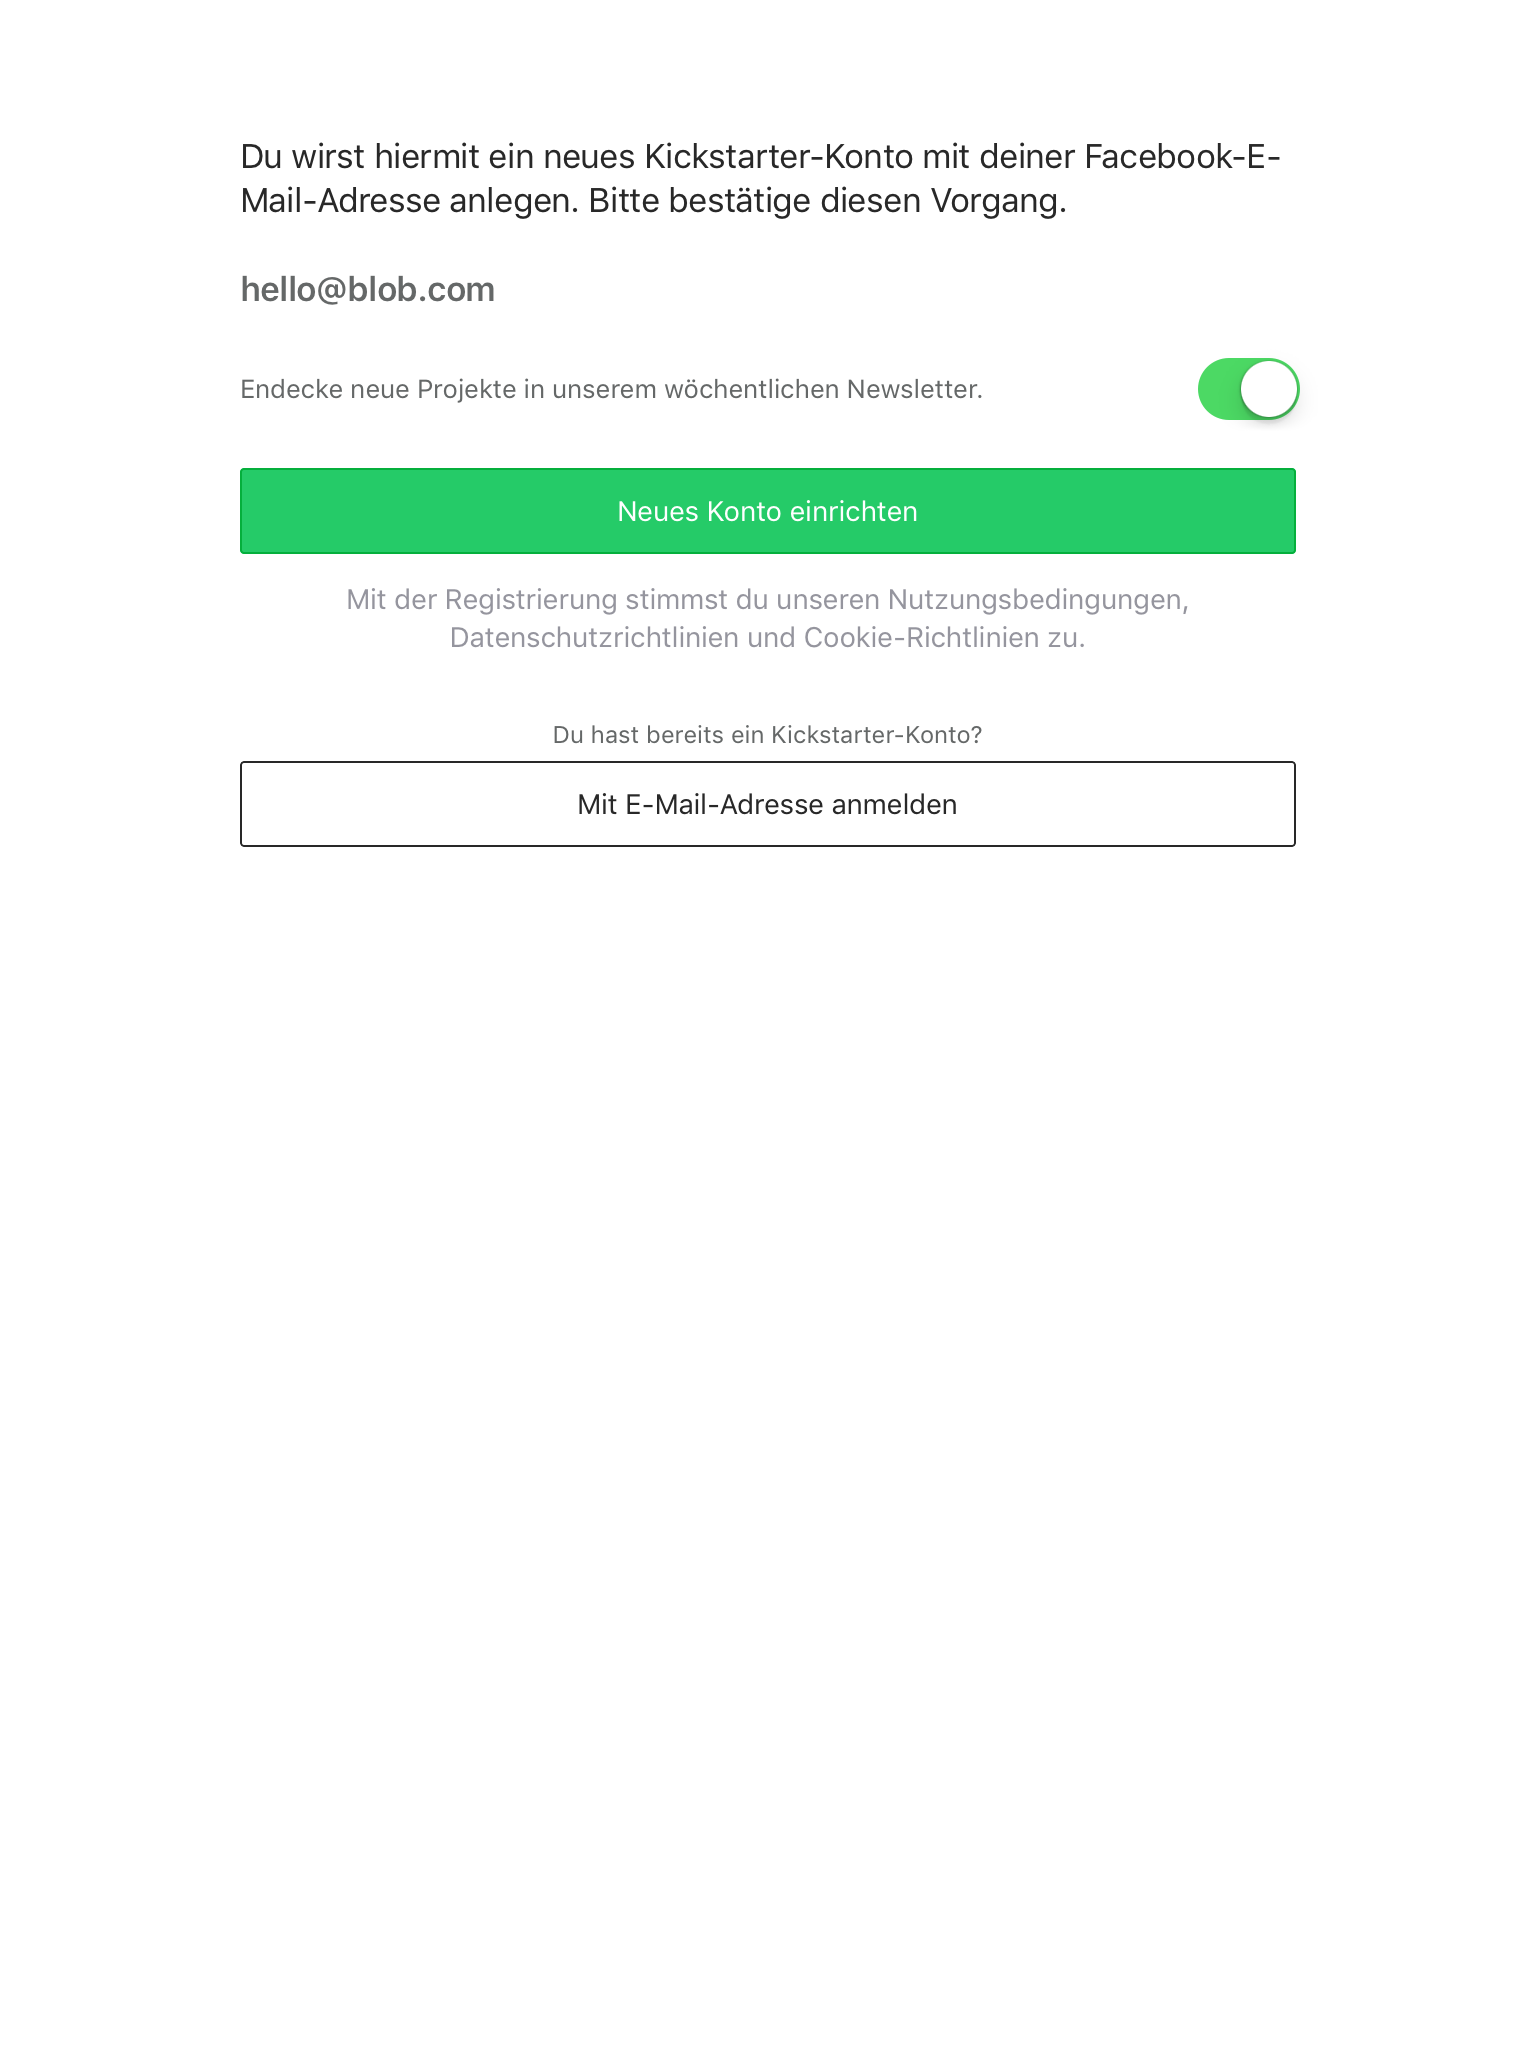 Du wirst hiermit ein neues Kickstarter-Konto mit deiner Facebook-E-
Mail-Adresse anlegen. Bitte bestätige diesen Vorgang.
hello@blob.com
Endecke neue Projekte in unserem wöchentlichen Newsletter.
Neues Konto einrichten
Mit der Registrierung stimmst du unseren Nutzungsbedingungen,
Datenschutzrichtlinien und Cookie-Richtlinien zu.
Du hast bereits ein Kickstarter-Konto?
Mit E-Mail-Adresse anmelden